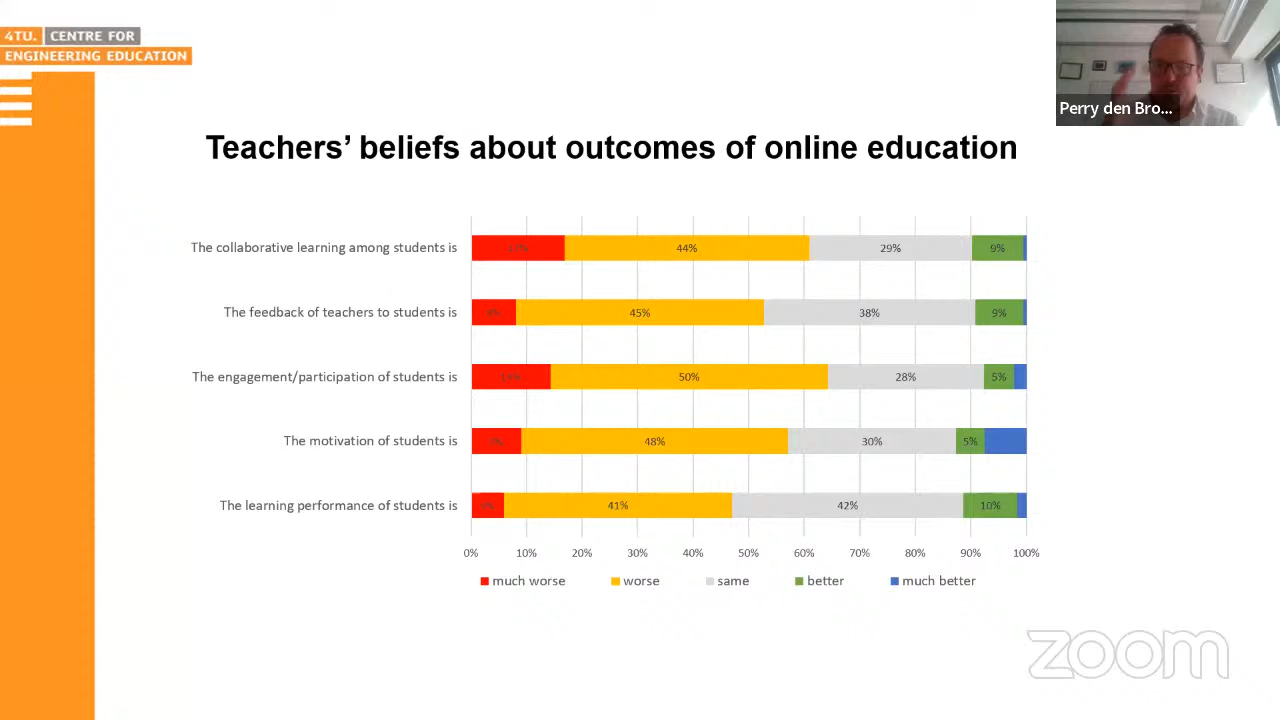 4TU. CENTRE FOR
ENGINEERING EDUCATION
Perry den Bro...
Teachers’ beliefs about outcomes of online education
The collaborative learning among students is 17% 44% 29% 9%
The feedback of teachers to students is 8% 45% 38% 9%
The engagement/participation of students is 14% 50% 28% 5%
The motivation of students is 48% 30% 5%
The learning performance of students is 41% 42% 10%
0% 10% 20% 30% 40% 50% 60% 70% 80% 90% 100%
much worse worse same better much better
zoom